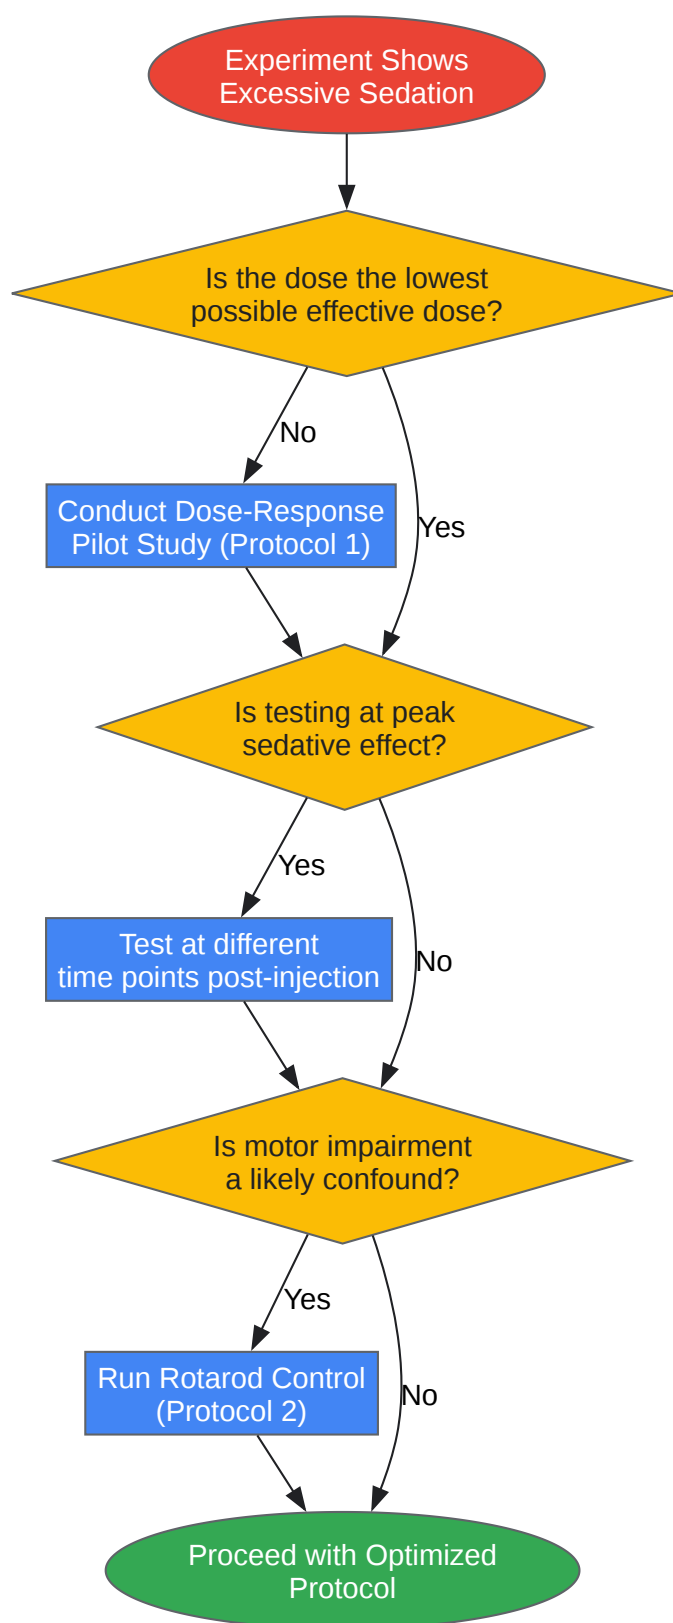 Experiment Shows
Excessive Sedation
Is the dose the lowest
possible effective dose?
No
Conduct Dose-Response
Pilot Study (Protocol 1)
Yes
Is testing at peak
sedative effect?
Yes
Test at different
time points post-injection
No
Is motor impairment
a likely confound?
Yes
Run Rotarod Control
(Protocol 2)
No
Proceed with Optimized
Protocol